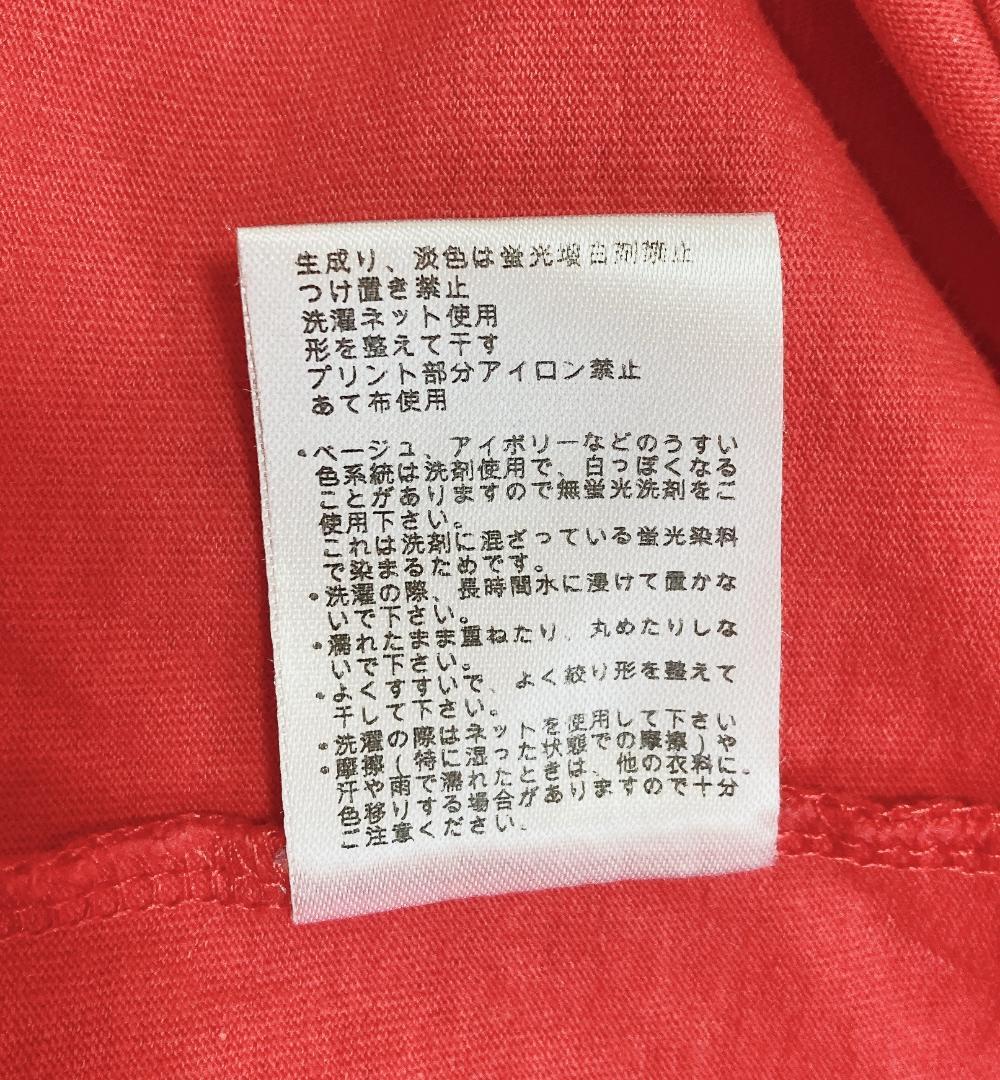 生成り、淡色は蛍光増白剤禁止
つけ置き禁止
洗濯ネット使用
形を整えて干す
プリント部分アイロン禁止
あて布使用
・ベージュ、アイボリーなどのうすい
色系統は洗剤使用で、白っぽくなる
ことがありますので無蛍光洗剤をご
使用下さい。
これは洗剤に混ざっている蛍光染料
で染まるためです。
・洗濯の際、長時間水に浸けて置かな
いで下さい。
・濡れたまま重ねたり、丸めたりしな
いで下さい。
・よくすすいで、よく絞り形を整えて
干して下さい。
・洗濯の際はネットを使用して下さい
・摩擦(特に湿った状態での摩擦)や
汗や雨で濡れたときは、他の衣料に
色移りする場合がありますので十分
ご注意ください。